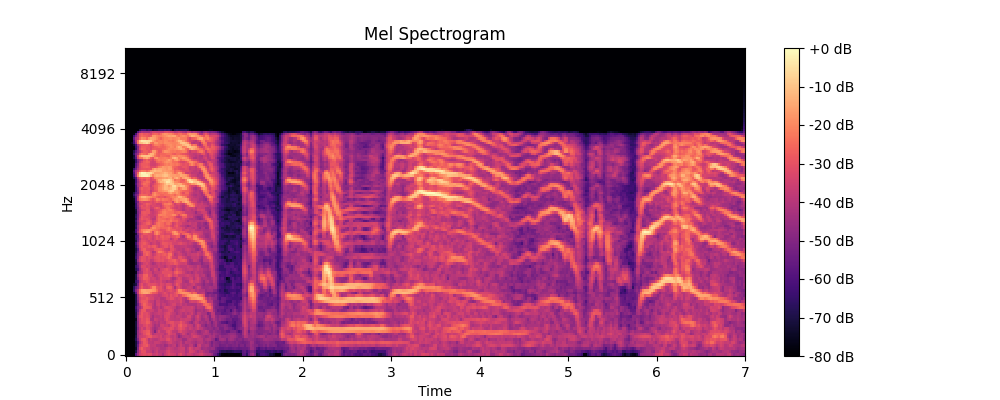 Mel Spectrogram
Hz
8192
4096
2048
1024
512
0
0 1 2 3 4 5 6 7
Time
+0 dB
-10 dB
-20 dB
-30 dB
-40 dB
-50 dB
-60 dB
-70 dB
-80 dB